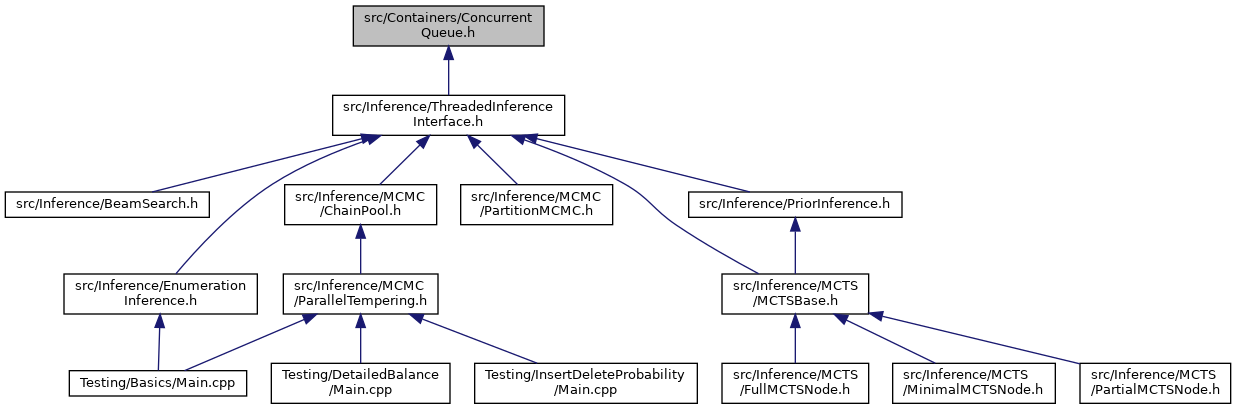 src/Containers/Concurrent
Queue.h
src/Inference/ThreadedInference
Interface.h
src/Inference/BeamSearch.h
src/Inference/MCMC
/ChainPool.h
src/Inference/MCMC
/PartitionMCMC.h
src/Inference/PriorInference.h
src/Inference/Enumeration
Inference.h
src/Inference/MCMC
/ParallelTempering.h
src/Inference/MCTS
/MCTSBase.h
Testing/Basics/Main.cpp
Testing/DetailedBalance
/Main.cpp
Testing/InsertDeleteProbability
/Main.cpp
src/Inference/MCTS
/FullMCTSNode.h
src/Inference/MCTS
/MinimalMCTSNode.h
src/Inference/MCTS
/PartialMCTSNode.h